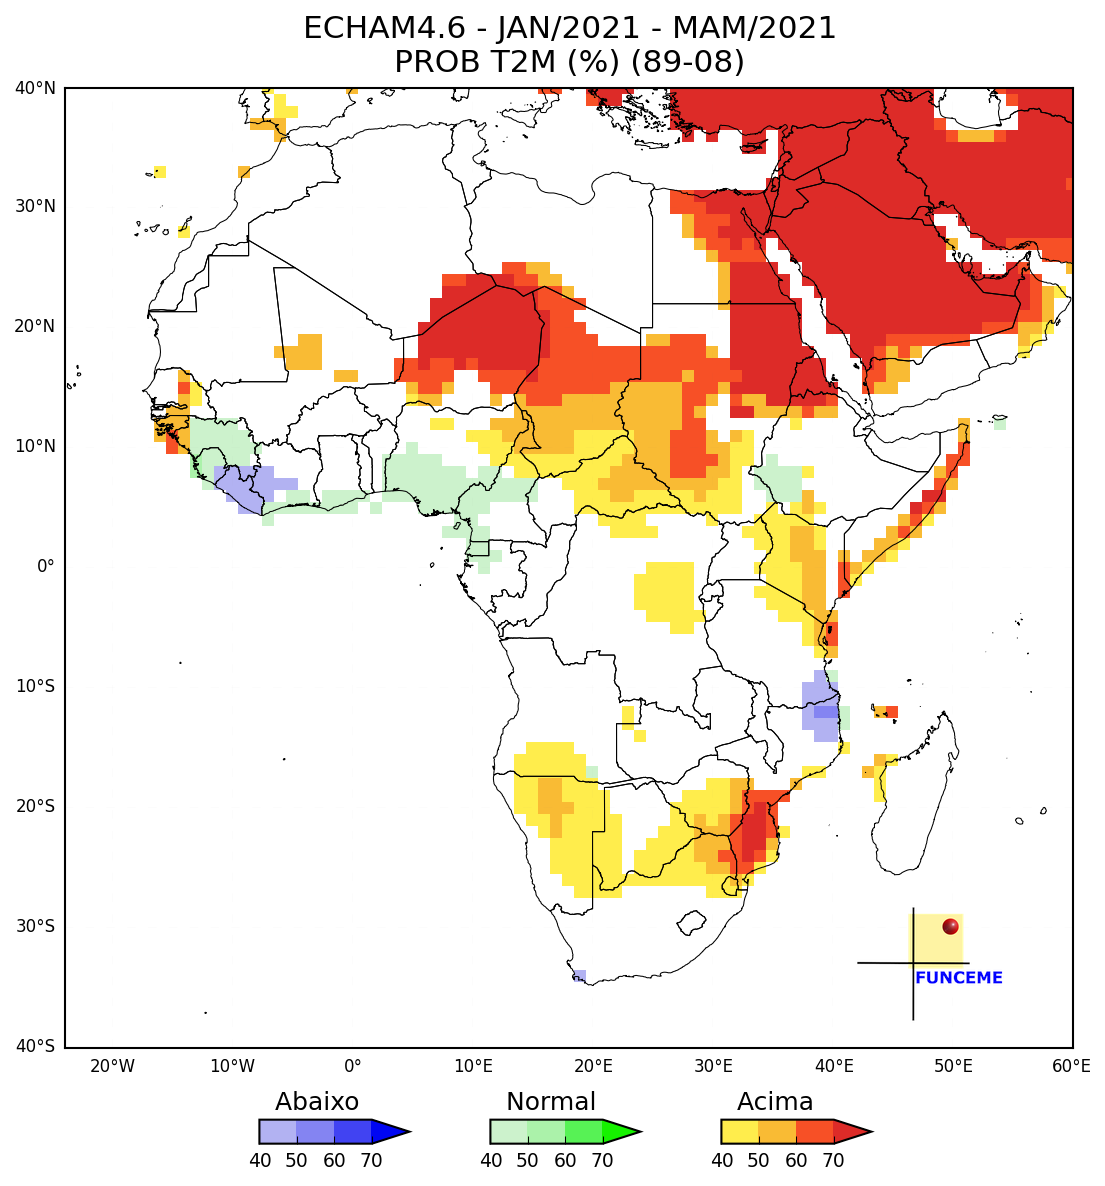 ECHAM4.6 - JAN/2021 - MAM/2021
PROB T2M (%) (89-08)
40°N
30°N
20°N
10°N
0°
10°S
20°S
30°S
40°S
20°W 10°W 0° 10°E 20°E 30°E 40°E 50°E 60°E
FUNCEME
Abaixo Normal Acima
40 50 60 70 40 50 60 70 40 50 60 70